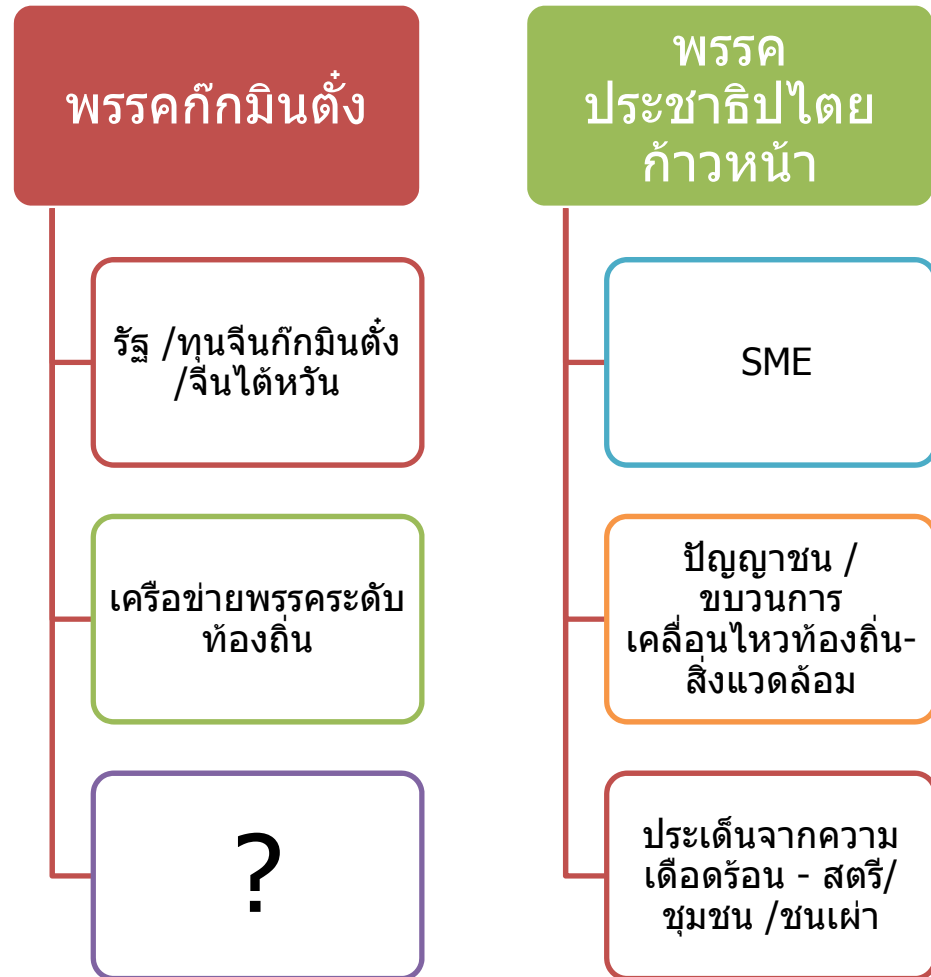 พรรคก๊กมินตั๋ง
รัฐ /ทุนจีนก๊กมินตั๋ง
/จีนไต้หวัน
เครือข่ายพรรคระดับ
ท้องถิ่น
?
พรรค
ประชาธิปไตย
ก้าวหน้า
SME
ปัญญาชน /
ขบวนการ
เคลื่อนไหวท้องถิ่น-
สิ่งแวดล้อม
ประเด็นจากความ
เดือดร้อน - สตรี/
ชุมชน /ชนเผ่า